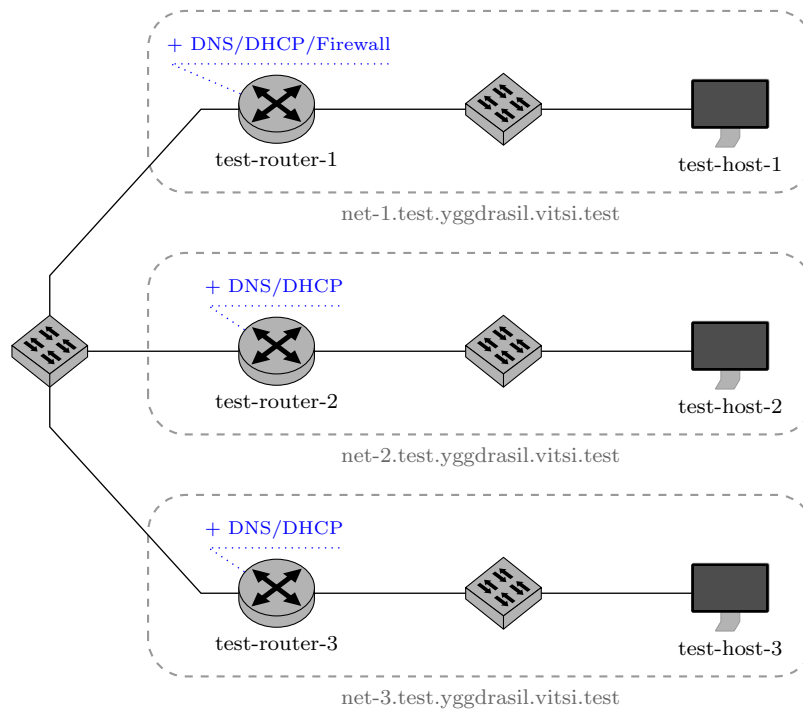 + DNS/DHCP/Firewall
test-router-1
test-host-1
net-1.test.yggdrasil.vitsi.test
+ DNS/DHCP
test-router-2
test-host-2
net-2.test.yggdrasil.vitsi.test
+ DNS/DHCP
test-router-3
test-host-3
net-3.test.yggdrasil.vitsi.test